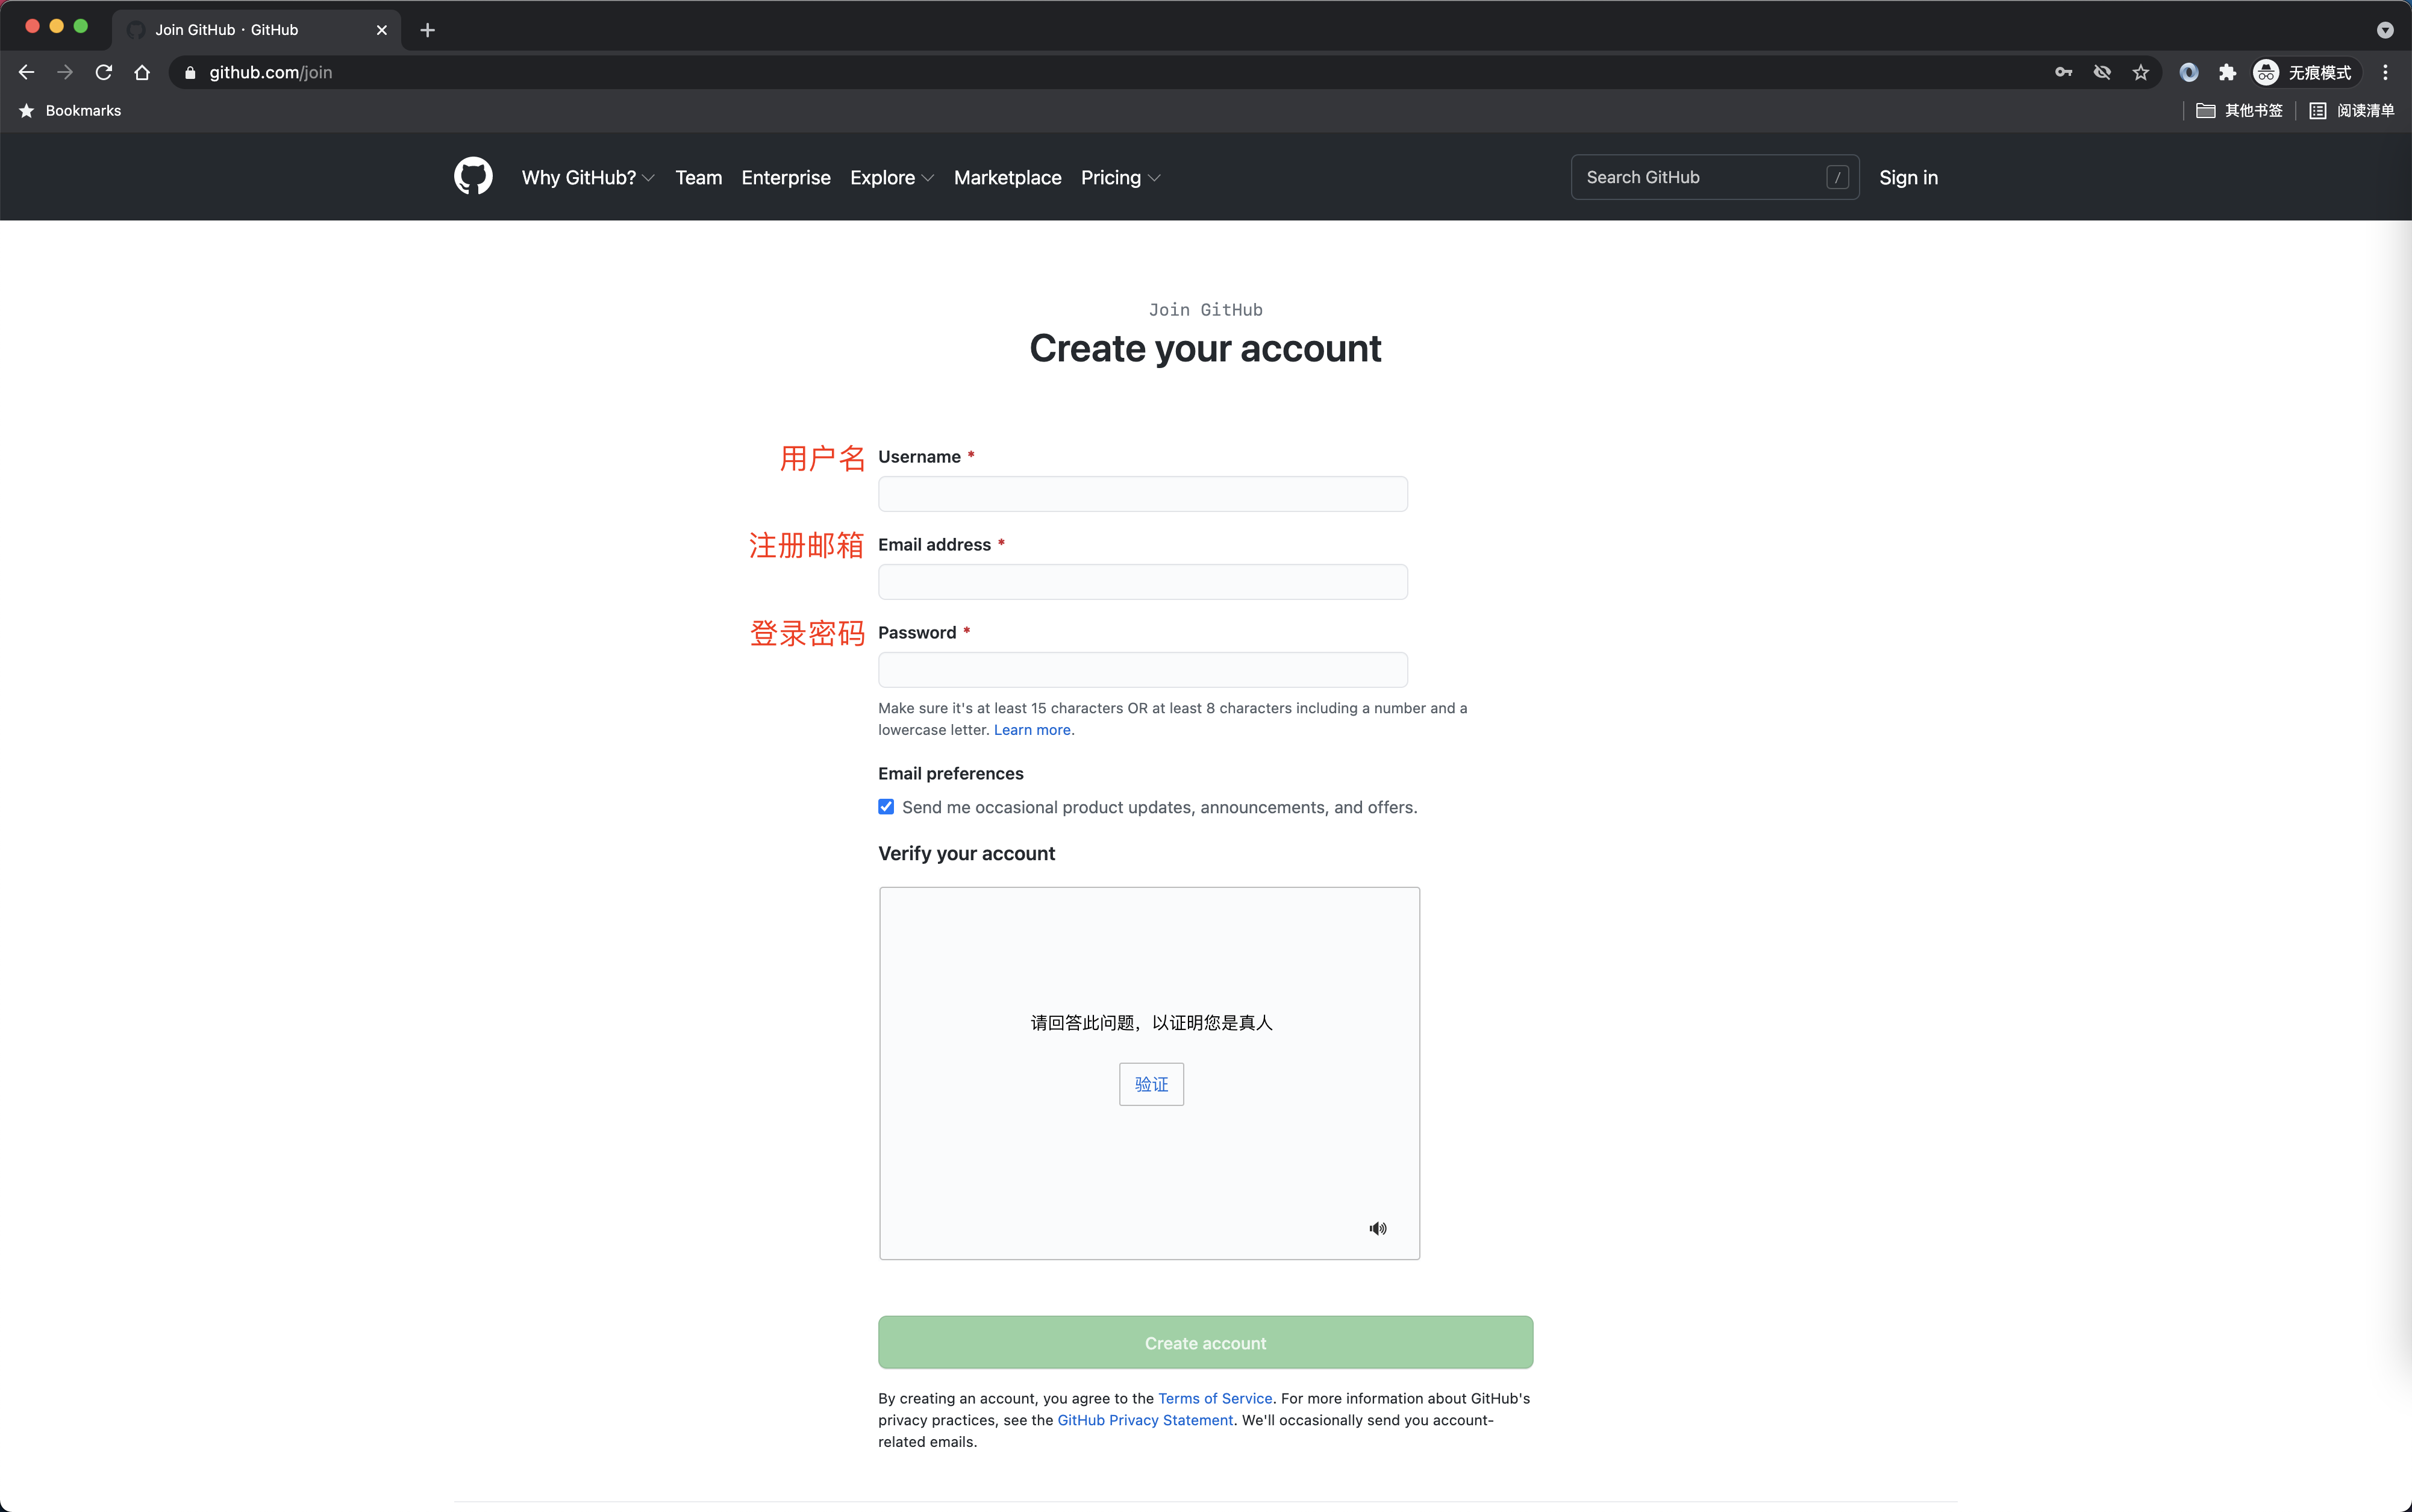 Join GitHub · GitHub
github.com/join
无痕模式
Bookmarks
其他书签
阅读清单
Why GitHub? Team Enterprise Explore Marketplace Pricing
Search GitHub /
Sign in
Join GitHub
Create your account
用户名 Username *
注册邮箱 Email address *
登录密码 Password *
Make sure it's at least 15 characters OR at least 8 characters including a number and a
lowercase letter. Learn more.
Email preferences
Send me occasional product updates, announcements, and offers.
Verify your account
请回答此问题，以证明您是真人
验证
Create account
By creating an account, you agree to the Terms of Service. For more information about GitHub's
privacy practices, see the GitHub Privacy Statement. We'll occasionally send you account-
related emails.